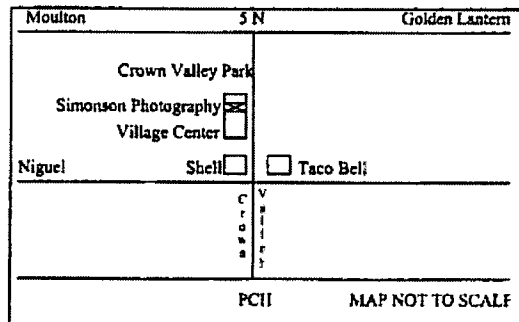 Moulton 5 N Golden Lantern
Crown Valley Park
Simonson Photography
Village Center
Niguel Shell Taco Bell
Crown Valley
PCH MAP NOT TO SCALE